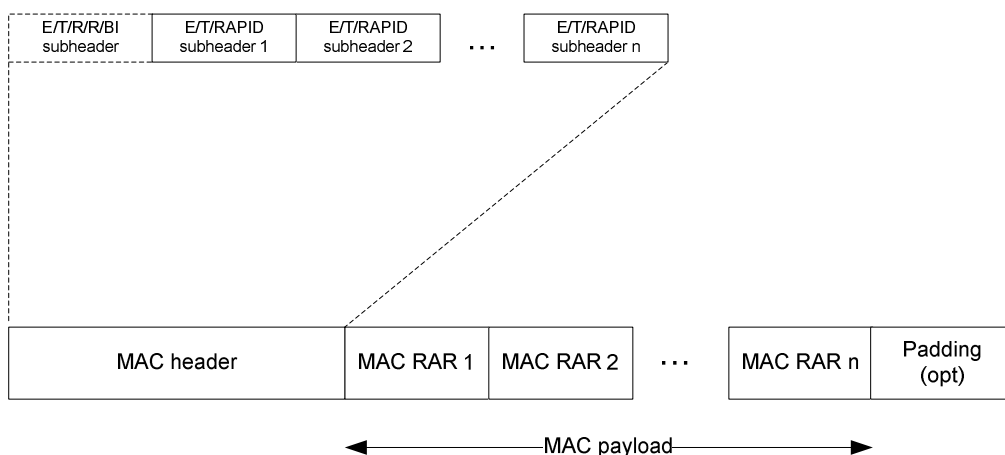 E/T/R/R/BI
subheader
E/T/RAPID
subheader 1
E/T/RAPID
subheader 2
...
E/T/RAPID
subheader n
MAC header
MAC RAR 1
MAC RAR 2
...
MAC RAR n
Padding
(opt)
MAC payload